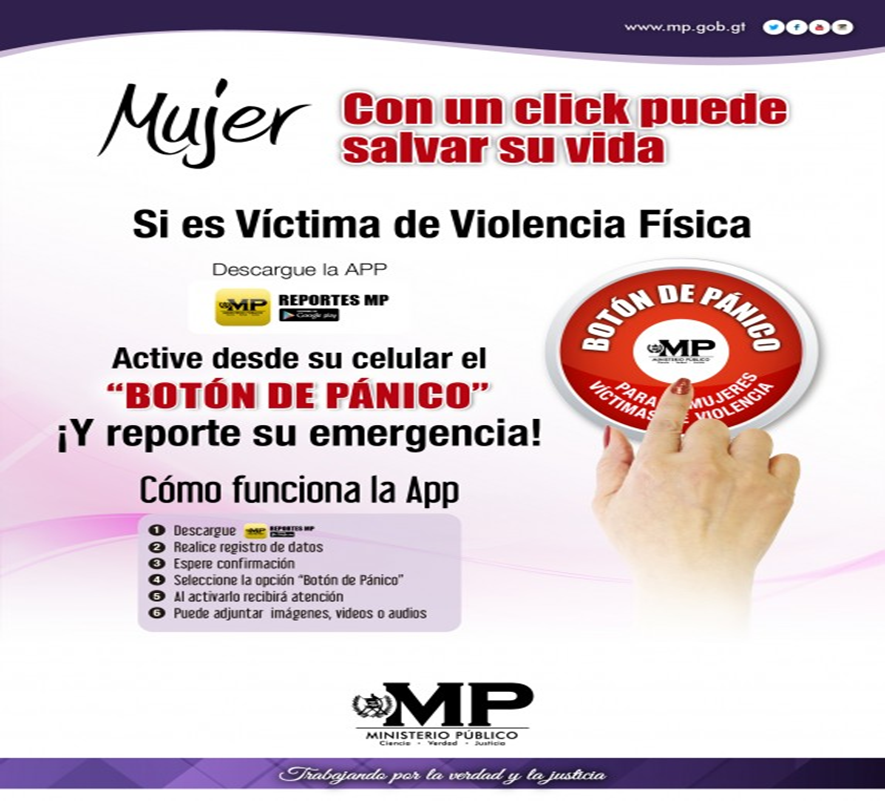 www.mp.gob.gt
Mujer
Con un click puede
salvar su vida
Si es Víctima de Violencia Física
Descargue la APP
MP
REPORTES MP
Google play
Active desde su celular el
“BOTÓN DE PÁNICO”
¡Y reporte su emergencia!
BOTÓN DE PÁNICO
MP
MINISTERIO PÚBLICO
PARA MUJERES
VÍCTIMAS DE VIOLENCIA
Cómo funciona la App
1 Descargue MP REPORTES MP
2 Realice registro de datos
3 Espere confirmación
4 Seleccione la opción “Botón de Pánico”
5 Al activarlo recibirá atención
6 Puede adjuntar imágenes, videos o audios
MP
MINISTERIO PÚBLICO
Ciencia • Verdad • Justicia
Trabajando por la verdad y la justicia